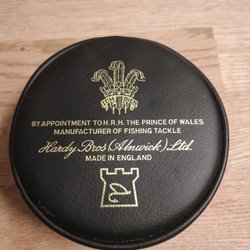 BY APPOINTMENT TO H.R.H. THE PRINCE OF WALES
MANUFACTURER OF FISHING TACKLE
Hardy Bros (Alnwick) Ltd.
MADE IN ENGLAND